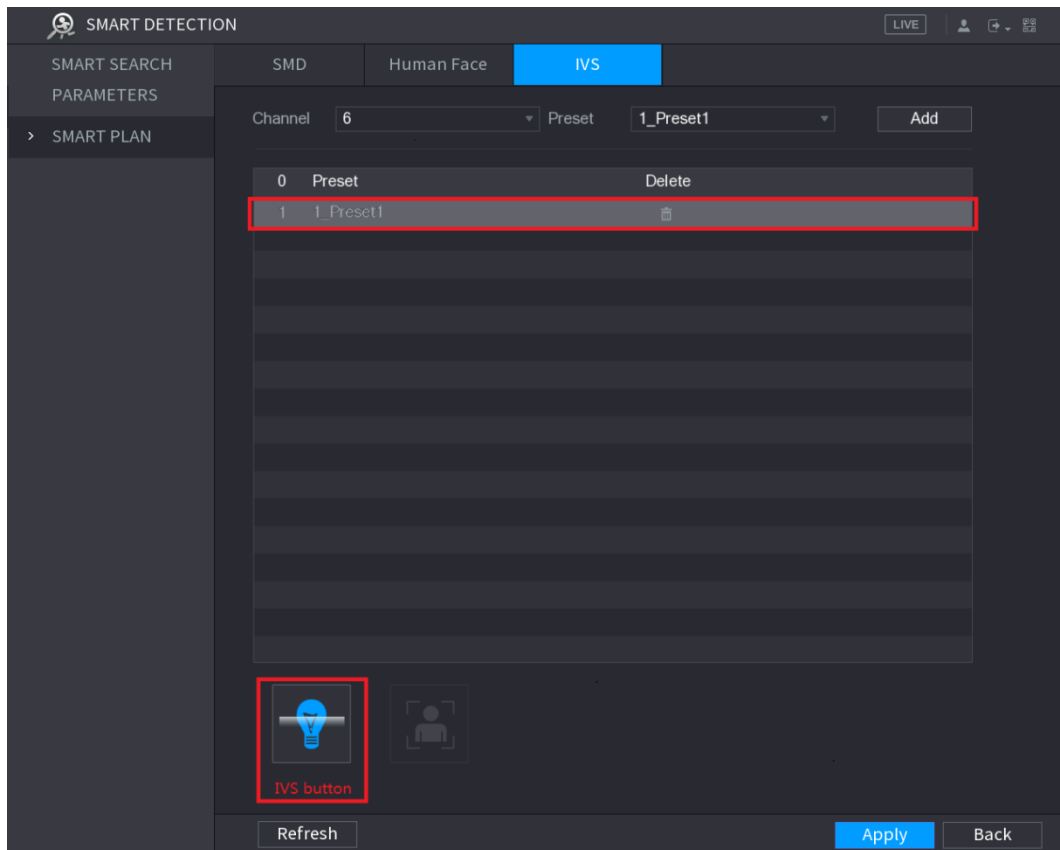 SMART DETECTION LIVE
SMART SEARCH
PARAMETERS
> SMART PLAN
SMD Human Face IVS
Channel 6 Preset 1_Preset1 Add
0 Preset Delete
1 1_Preset1
IVS button
Refresh Apply Back